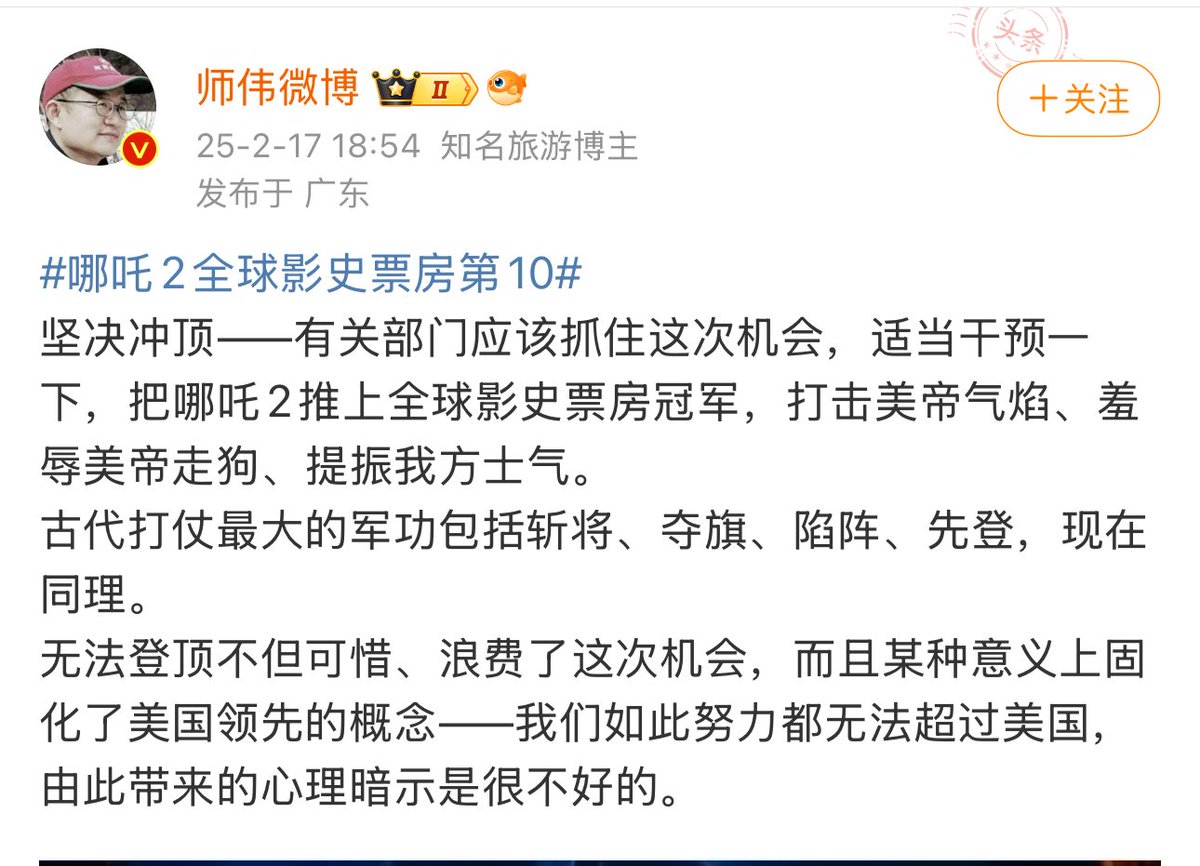 头条
师伟微博 II
+关注
25-2-17 18:54 知名旅游博主
发布于 广东
#哪吒2全球影史票房第10#
坚决冲顶——有关部门应该抓住这次机会，适当干预一
下，把哪吒2推上全球影史票房冠军，打击美帝气焰、羞
辱美帝走狗、提振我方士气。
古代打仗最大的军功包括斩将、夺旗、陷阵、先登，现在
同理。
无法登顶不但可惜、浪费了这次机会，而且某种意义上固
化了美国领先的概念——我们如此努力都无法超过美国，
由此带来的心理暗示是很不好的。